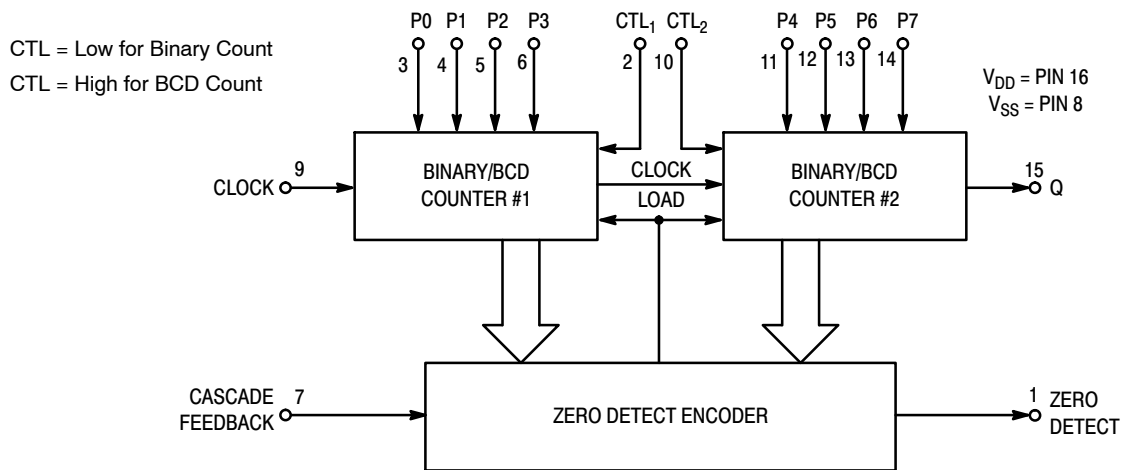 CTL = Low for Binary Count
CTL = High for BCD Count
P0 P1 P2 P3
CTL1 CTL2
P4 P5 P6 P7
3 4 5 6
2 10
11 12 13 14
VDD = PIN 16
VSS = PIN 8
CLOCK 9
BINARY/BCD
COUNTER #1
CLOCK
LOAD
BINARY/BCD
COUNTER #2
15
Q
CASCADE
FEEDBACK
7
ZERO DETECT ENCODER
1
ZERO
DETECT